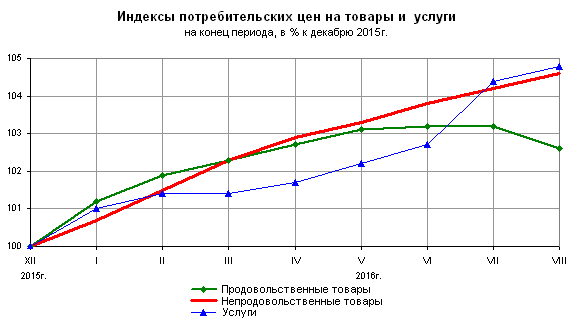 Индексы потребительских цен на товары и услуги
на конец периода, в % к декабрю 2015г.
105
104
103
102
101
100
XII I II III IV V VI VII VIII
2015г. 2016г.
Продовольственные товары
Непродовольственные товары
Услуги